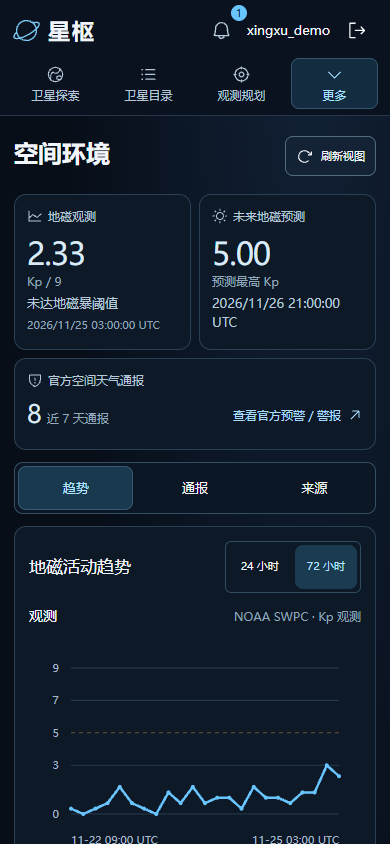 1
星枢
xingxu_demo
卫星探索
卫星目录
观测规划
更多
空间环境
刷新视图
地磁观测
2.33
Kp / 9
未达地磁暴阈值
2026/11/25 03:00:00 UTC
未来地磁预测
5.00
预测最高 Kp
2026/11/26 21:00:00
UTC
官方空间天气通报
8 近 7 天通报
查看官方预警 / 警报
趋势
通报
来源
地磁活动趋势
24 小时
72 小时
观测
NOAA SWPC · Kp 观测
9
7
5
3
0
11-22 09:00 UTC
11-25 03:00 UTC